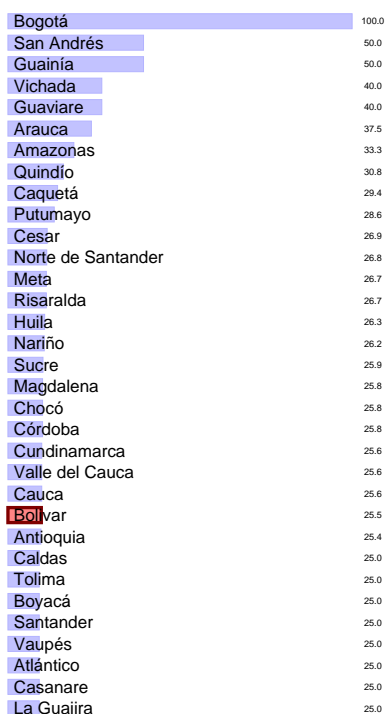 Bogotá 100.0
San Andrés 50.0
Guainía 50.0
Vichada 40.0
Guaviare 40.0
Arauca 37.5
Amazonas 33.3
Quindío 30.8
Caquetá 29.4
Putumayo 28.6
Cesar 26.9
Norte de Santander 26.8
Meta 26.7
Risaralda 26.7
Huila 26.3
Nariño 26.2
Sucre 25.9
Magdalena 25.8
Chocó 25.8
Córdoba 25.8
Cundinamarca 25.6
Valle del Cauca 25.6
Cauca 25.6
Bolívar 25.5
Antioquia 25.4
Caldas 25.0
Tolima 25.0
Boyacá 25.0
Santander 25.0
Vaupés 25.0
Atlántico 25.0
Casanare 25.0
La Guajira 25.0